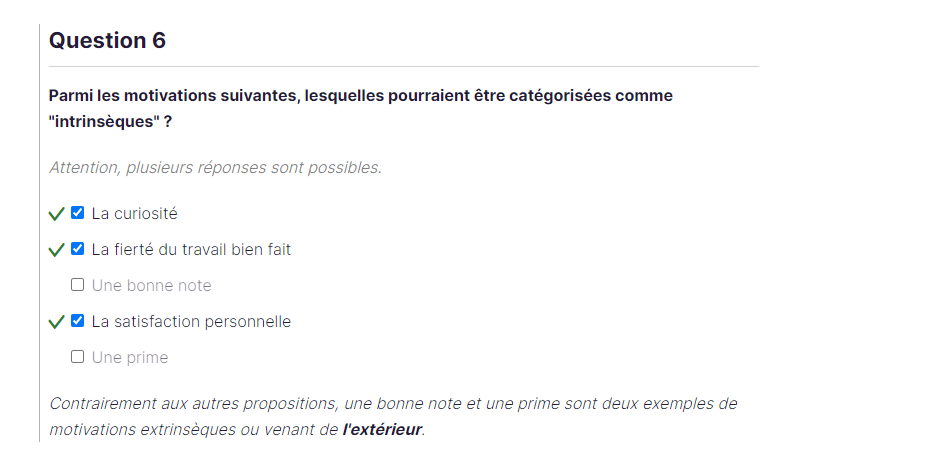 Question 6
Parmi les motivations suivantes, lesquelles pourraient être catégorisées comme
"intrinsèques" ?
Attention, plusieurs réponses sont possibles.
La curiosité
La fierté du travail bien fait
Une bonne note
La satisfaction personnelle
Une prime
Contrairement aux autres propositions, une bonne note et une prime sont deux exemples de
motivations extrinsèques ou venant de l'extérieur.